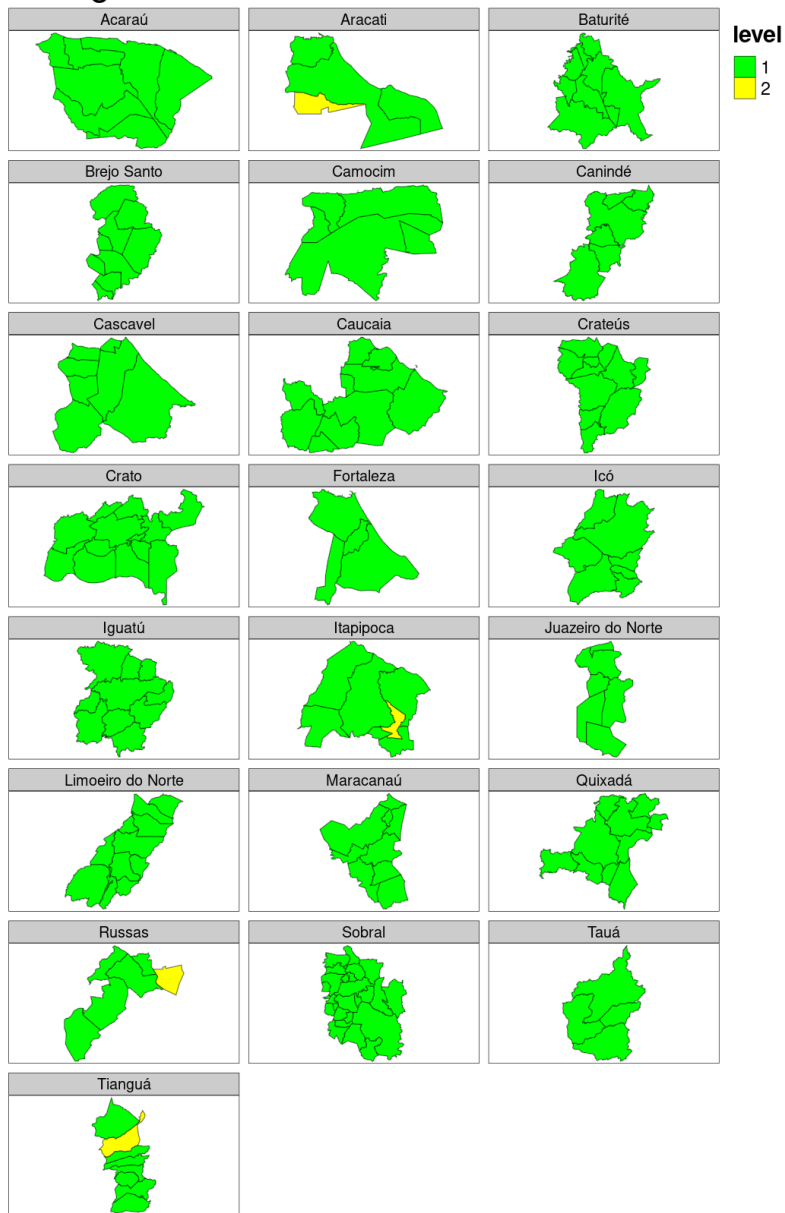 Acaraú
Aracati
Baturité
level
1
2
Brejo Santo
Camocim
Canindé
Cascavel
Caucaia
Crateús
Crato
Fortaleza
Icó
Iguatú
Itapipoca
Juazeiro do Norte
Limoeiro do Norte
Maracanaú
Quixadá
Russas
Sobral
Tauá
Tianguá